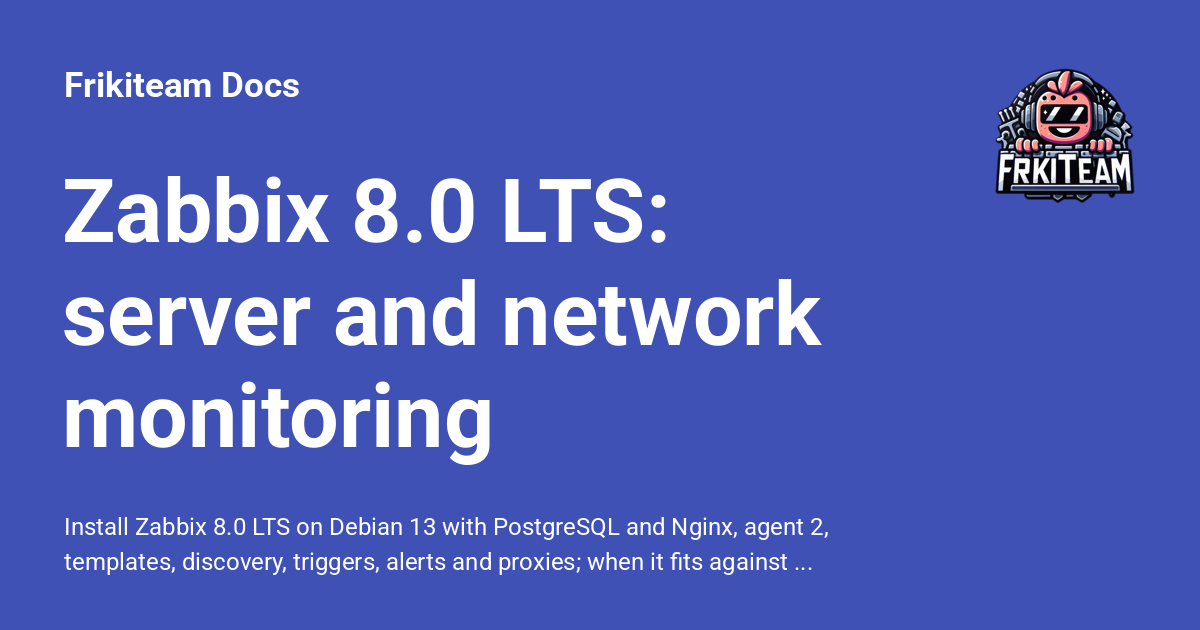 Frikiteam Docs
FRKITEAM
Zabbix 8.0 LTS:
server and network
monitoring
Install Zabbix 8.0 LTS on Debian 13 with PostgreSQL and Nginx, agent 2,
templates, discovery, triggers, alerts and proxies; when it fits against ...